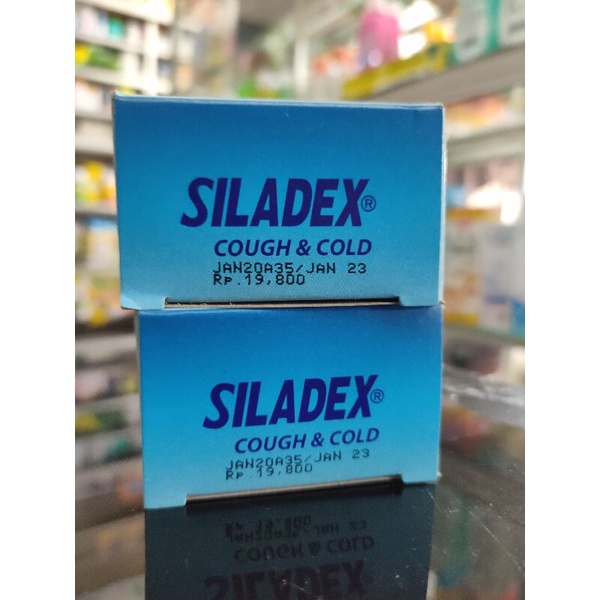 SILADEX®
COUGH & COLD
JAN20A35/JAN 23
Rp.19,800
SILADEX®
COUGH & COLD
JAN20A35/JAN 23
Rp.19,800